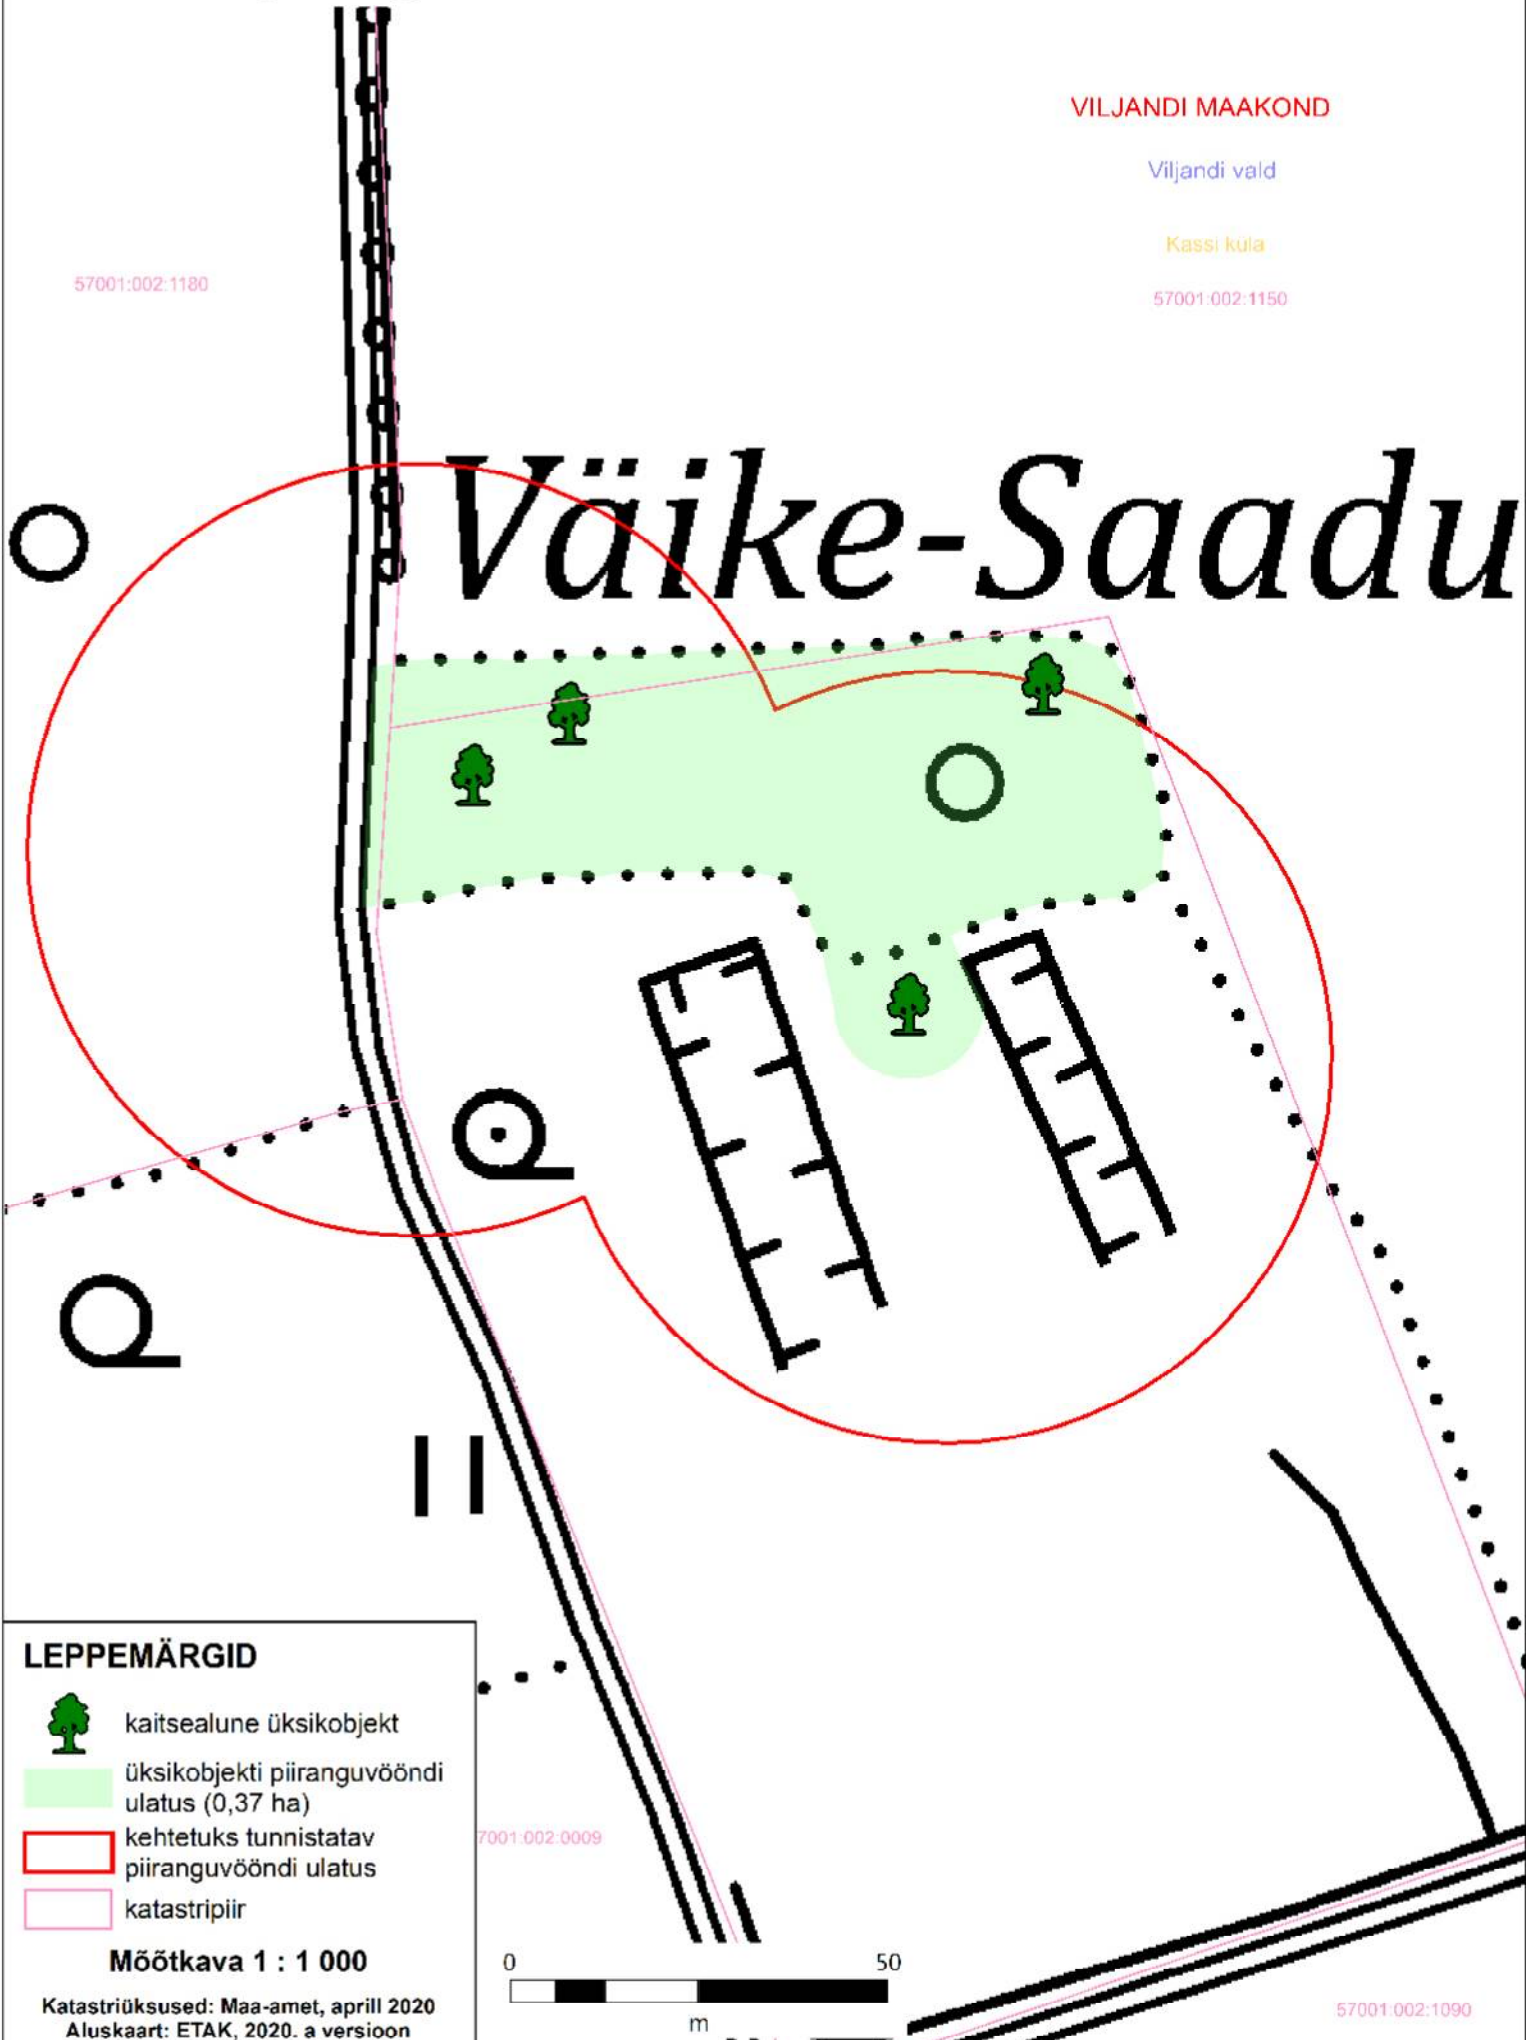 VILJANDI MAAKOND
Viljandi vald
Kassi küla
57001:002:1180
57001:002:1150
Väike-Saadu
LEPPEMÄRGID
kaitsealune üksikobjekt
üksikobjekti piiranguvööndi
ulatus (0,37 ha)
kehtetuks tunnistatav
piiranguvööndi ulatus
katastripiir
Mõõtkava 1 : 1 000
Katastriüksused: Maa-amet, aprill 2020
Aluskaart: ETAK, 2020. a versioon
7001:002:0009
0 50
m
57001:002:1090